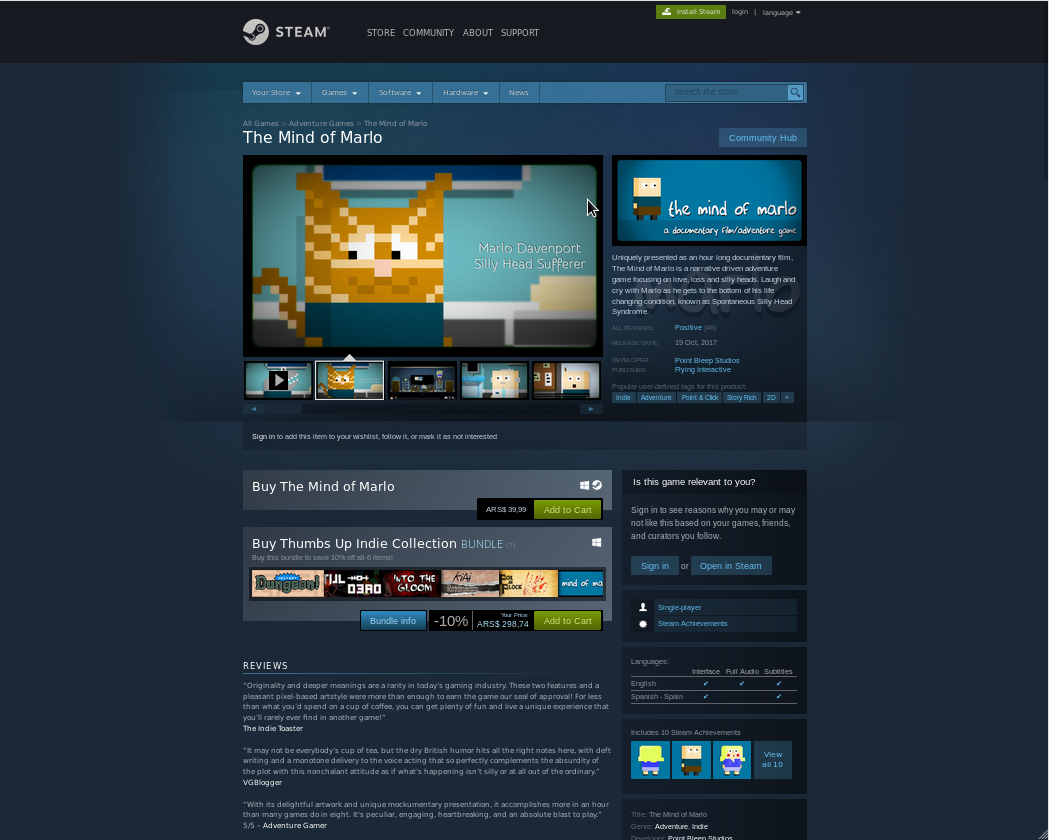 Install Steam
login | language
STEAM®
STORE COMMUNITY ABOUT SUPPORT
Your Store Games Software Hardware News
search the store
All Games > Adventure Games > The Mind of Marlo
The Mind of Marlo
Community Hub
Marlo Davenport
Silly Head Sufferer
the mind of marlo
a documentary film/adventure game
Uniquely presented as an hour long documentary film,
The Mind of Marlo is a narrative driven adventure
game focusing on love, loss and silly heads. Laugh and
cry with Marlo as he gets to the bottom of his life
changing condition, known as Spontaneous Silly Head
Syndrome.
ALL REVIEWS: Positive (46)
RELEASE DATE: 19 Oct, 2017
DEVELOPER: Point Bleep Studios
PUBLISHER: Flying Interactive
Popular user-defined tags for this product:
Indie Adventure Point & Click Story Rich 2D +
Sign in to add this item to your wishlist, follow it, or mark it as not interested
Buy The Mind of Marlo
ARS$ 39,99 Add to Cart
Buy Thumbs Up Indie Collection BUNDLE (?)
Buy this bundle to save 10% off all 6 items!
Dungeon!
INTO THE
GLOOM
KiAi
mind of ma
Bundle info -10% Your Price:
ARS$ 298,74 Add to Cart
Is this game relevant to you?
Sign in to see reasons why you may or may
not like this based on your games, friends,
and curators you follow.
Sign in or Open in Steam
Single-player
Steam Achievements
Languages:
Interface Full Audio Subtitles
English ✔ ✔ ✔
Spanish - Spain ✔ ✔
Includes 10 Steam Achievements
View
all 10
Title: The Mind of Marlo
Genre: Adventure, Indie
Developer: Point Bleep Studios
REVIEWS
“Originality and deeper meanings are a rarity in today’s gaming industry. These two features and a
pleasant pixel-based artstyle were more than enough to earn the game our seal of approval! For less
than what you’d spend on a cup of coffee, you can get plenty of fun and live a unique experience that
you’ll rarely ever find in another game!”
The Indie Toaster
“It may not be everybody’s cup of tea, but the dry British humor hits all the right notes here, with deft
writing and a monotone delivery to the voice acting that so perfectly complements the absurdity of
the plot with this nonchalant attitude as if what’s happening isn’t silly or at all out of the ordinary.”
VGBlogger
“With its delightful artwork and unique mockumentary presentation, it accomplishes more in an hour
than many games do in eight. It’s peculiar, engaging, heartbreaking, and an absolute blast to play.”
5/5 – Adventure Gamer